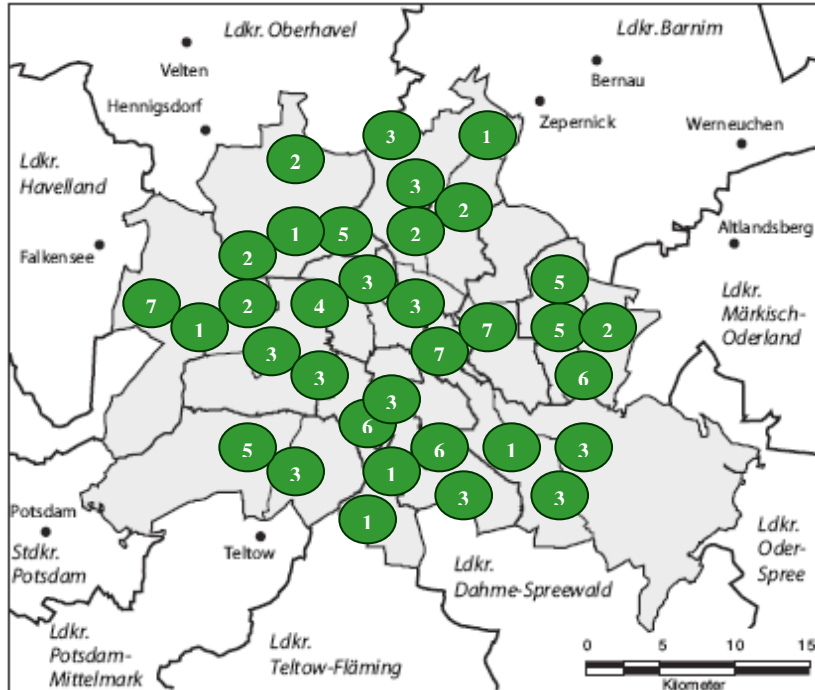 Ldkr. Oberhavel
Ldkr. Barnim
Velten
Bernau
Hennigsdorf
Zepernick
Werneuchen
3
1
2
Ldkr.
Havelland
3
2
1
5
2
Altlandsberg
Falkensee
2
3
5
7
2
4
3
Ldkr.
Märkisch-
Oderland
1
7
5
2
3
7
3
6
3
6
5
6
1
3
3
1
3
3
1
Potsdam
Stdkr.
Potsdam
Teltow
Ldkr.
Oder-
Spree
Ldkr.
Dahme-Spreewald
Ldkr.
Potsdam-
Mittelmark
Ldkr.
Teltow-Fläming
0 5 10 15
Kilometer